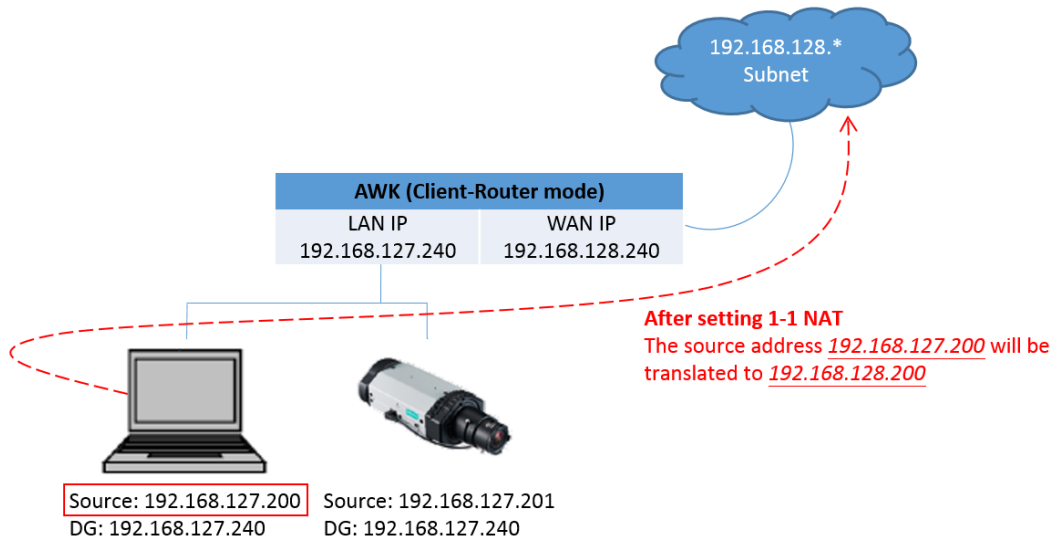 192.168.128.*
Subnet
AWK (Client-Router mode)
LAN IP
192.168.127.240
WAN IP
192.168.128.240
After setting 1-1 NAT
The source address 192.168.127.200 will be
translated to 192.168.128.200
Source: 192.168.127.200
DG: 192.168.127.240
Source: 192.168.127.201
DG: 192.168.127.240